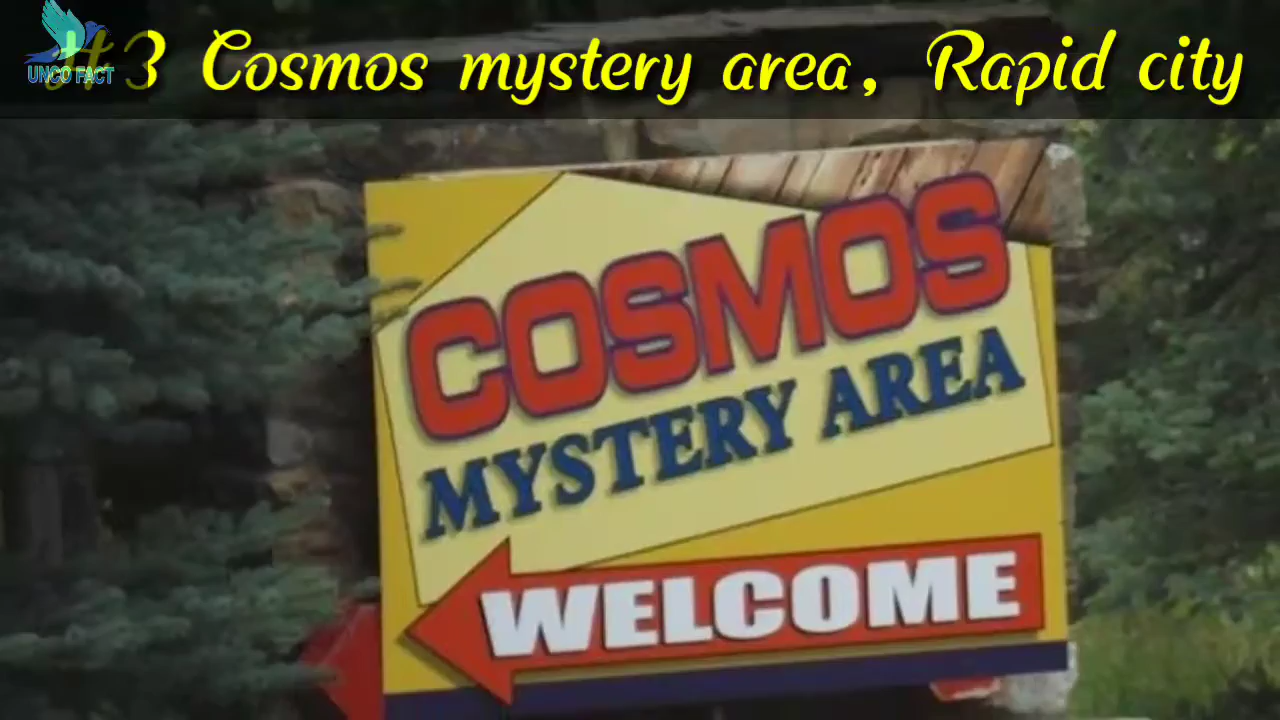 #3 Cosmos mystery area, Rapid city
UNCO FACT
COSMOS
MYSTERY AREA
WELCOME